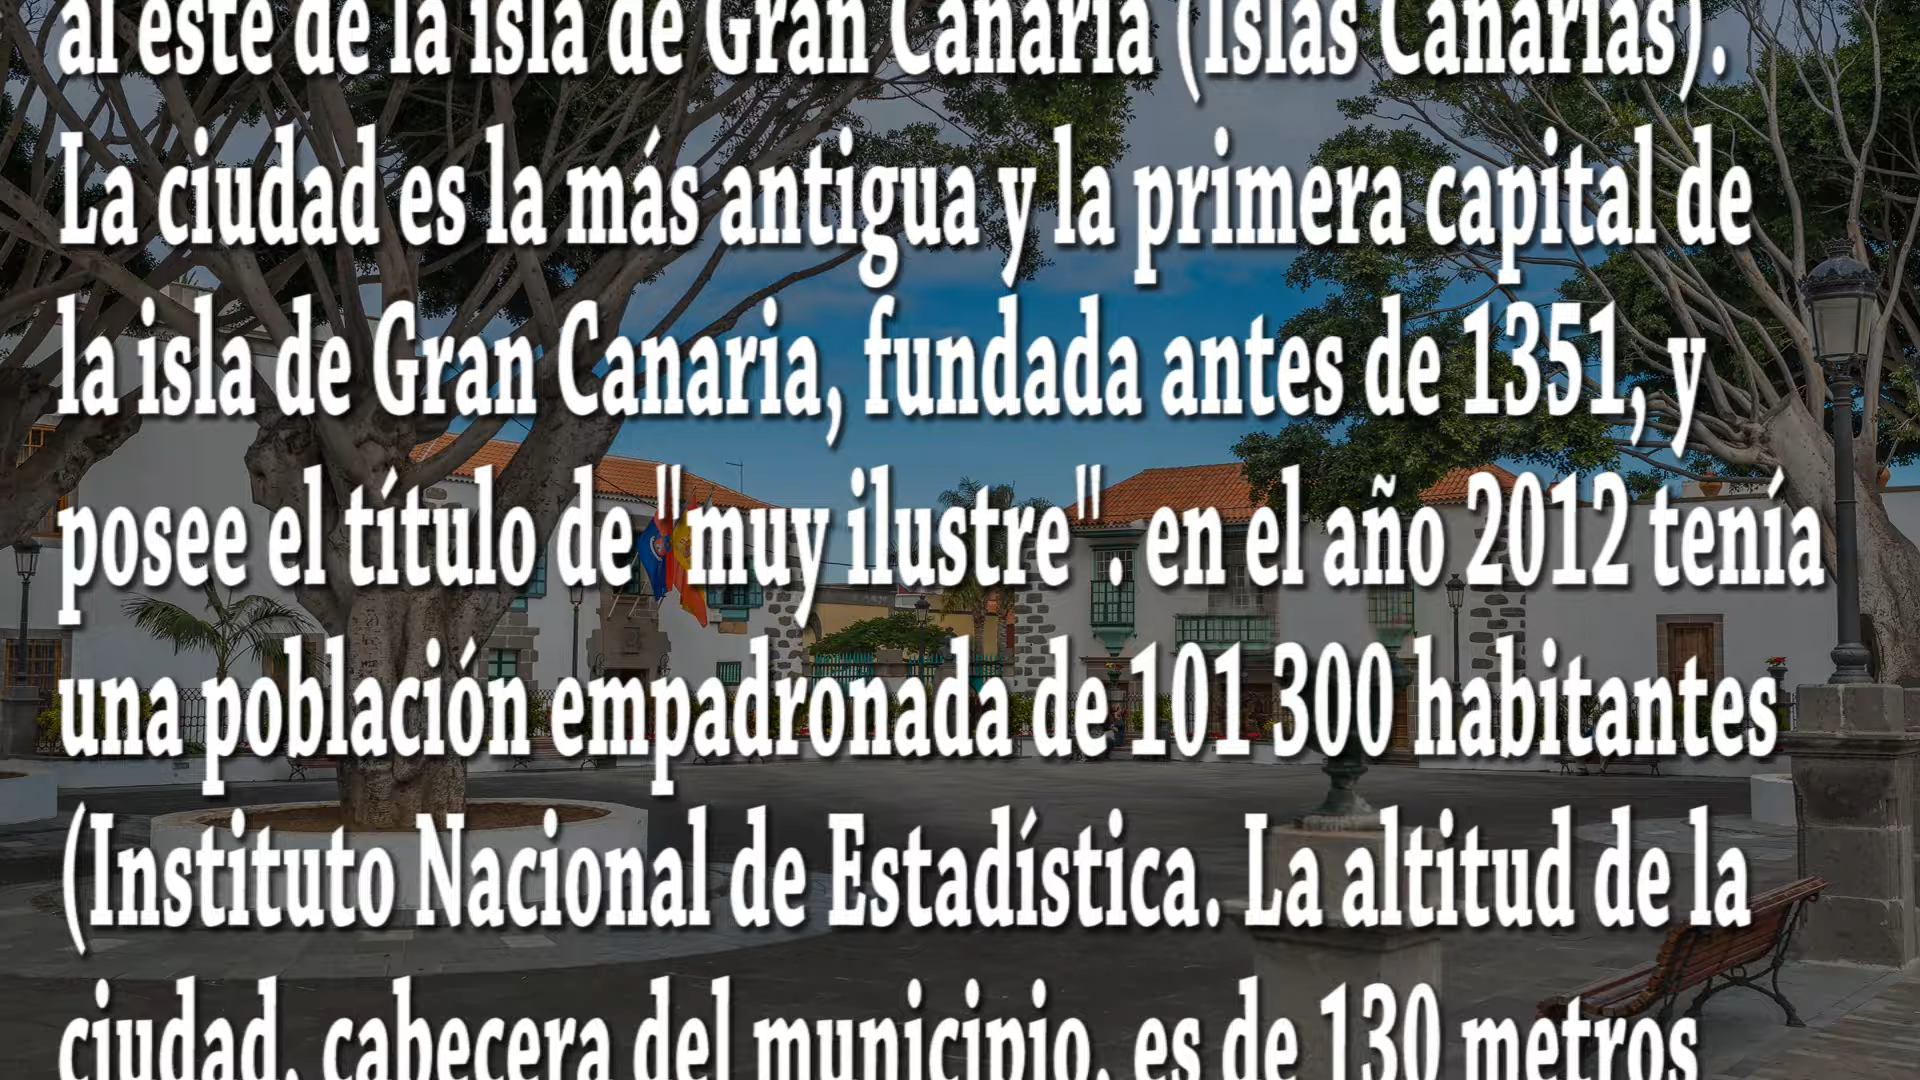 al este de la isla de Gran Canaria (Islas Canarias).
La ciudad es la más antigua y la primera capital de
la isla de Gran Canaria, fundada antes de 1351, y
posee el título de "muy ilustre". en el año 2012 tenía
una población empadronada de 101 300 habitantes
(Instituto Nacional de Estadística. La altitud de la
ciudad, cabecera del municipio, es de 130 metros